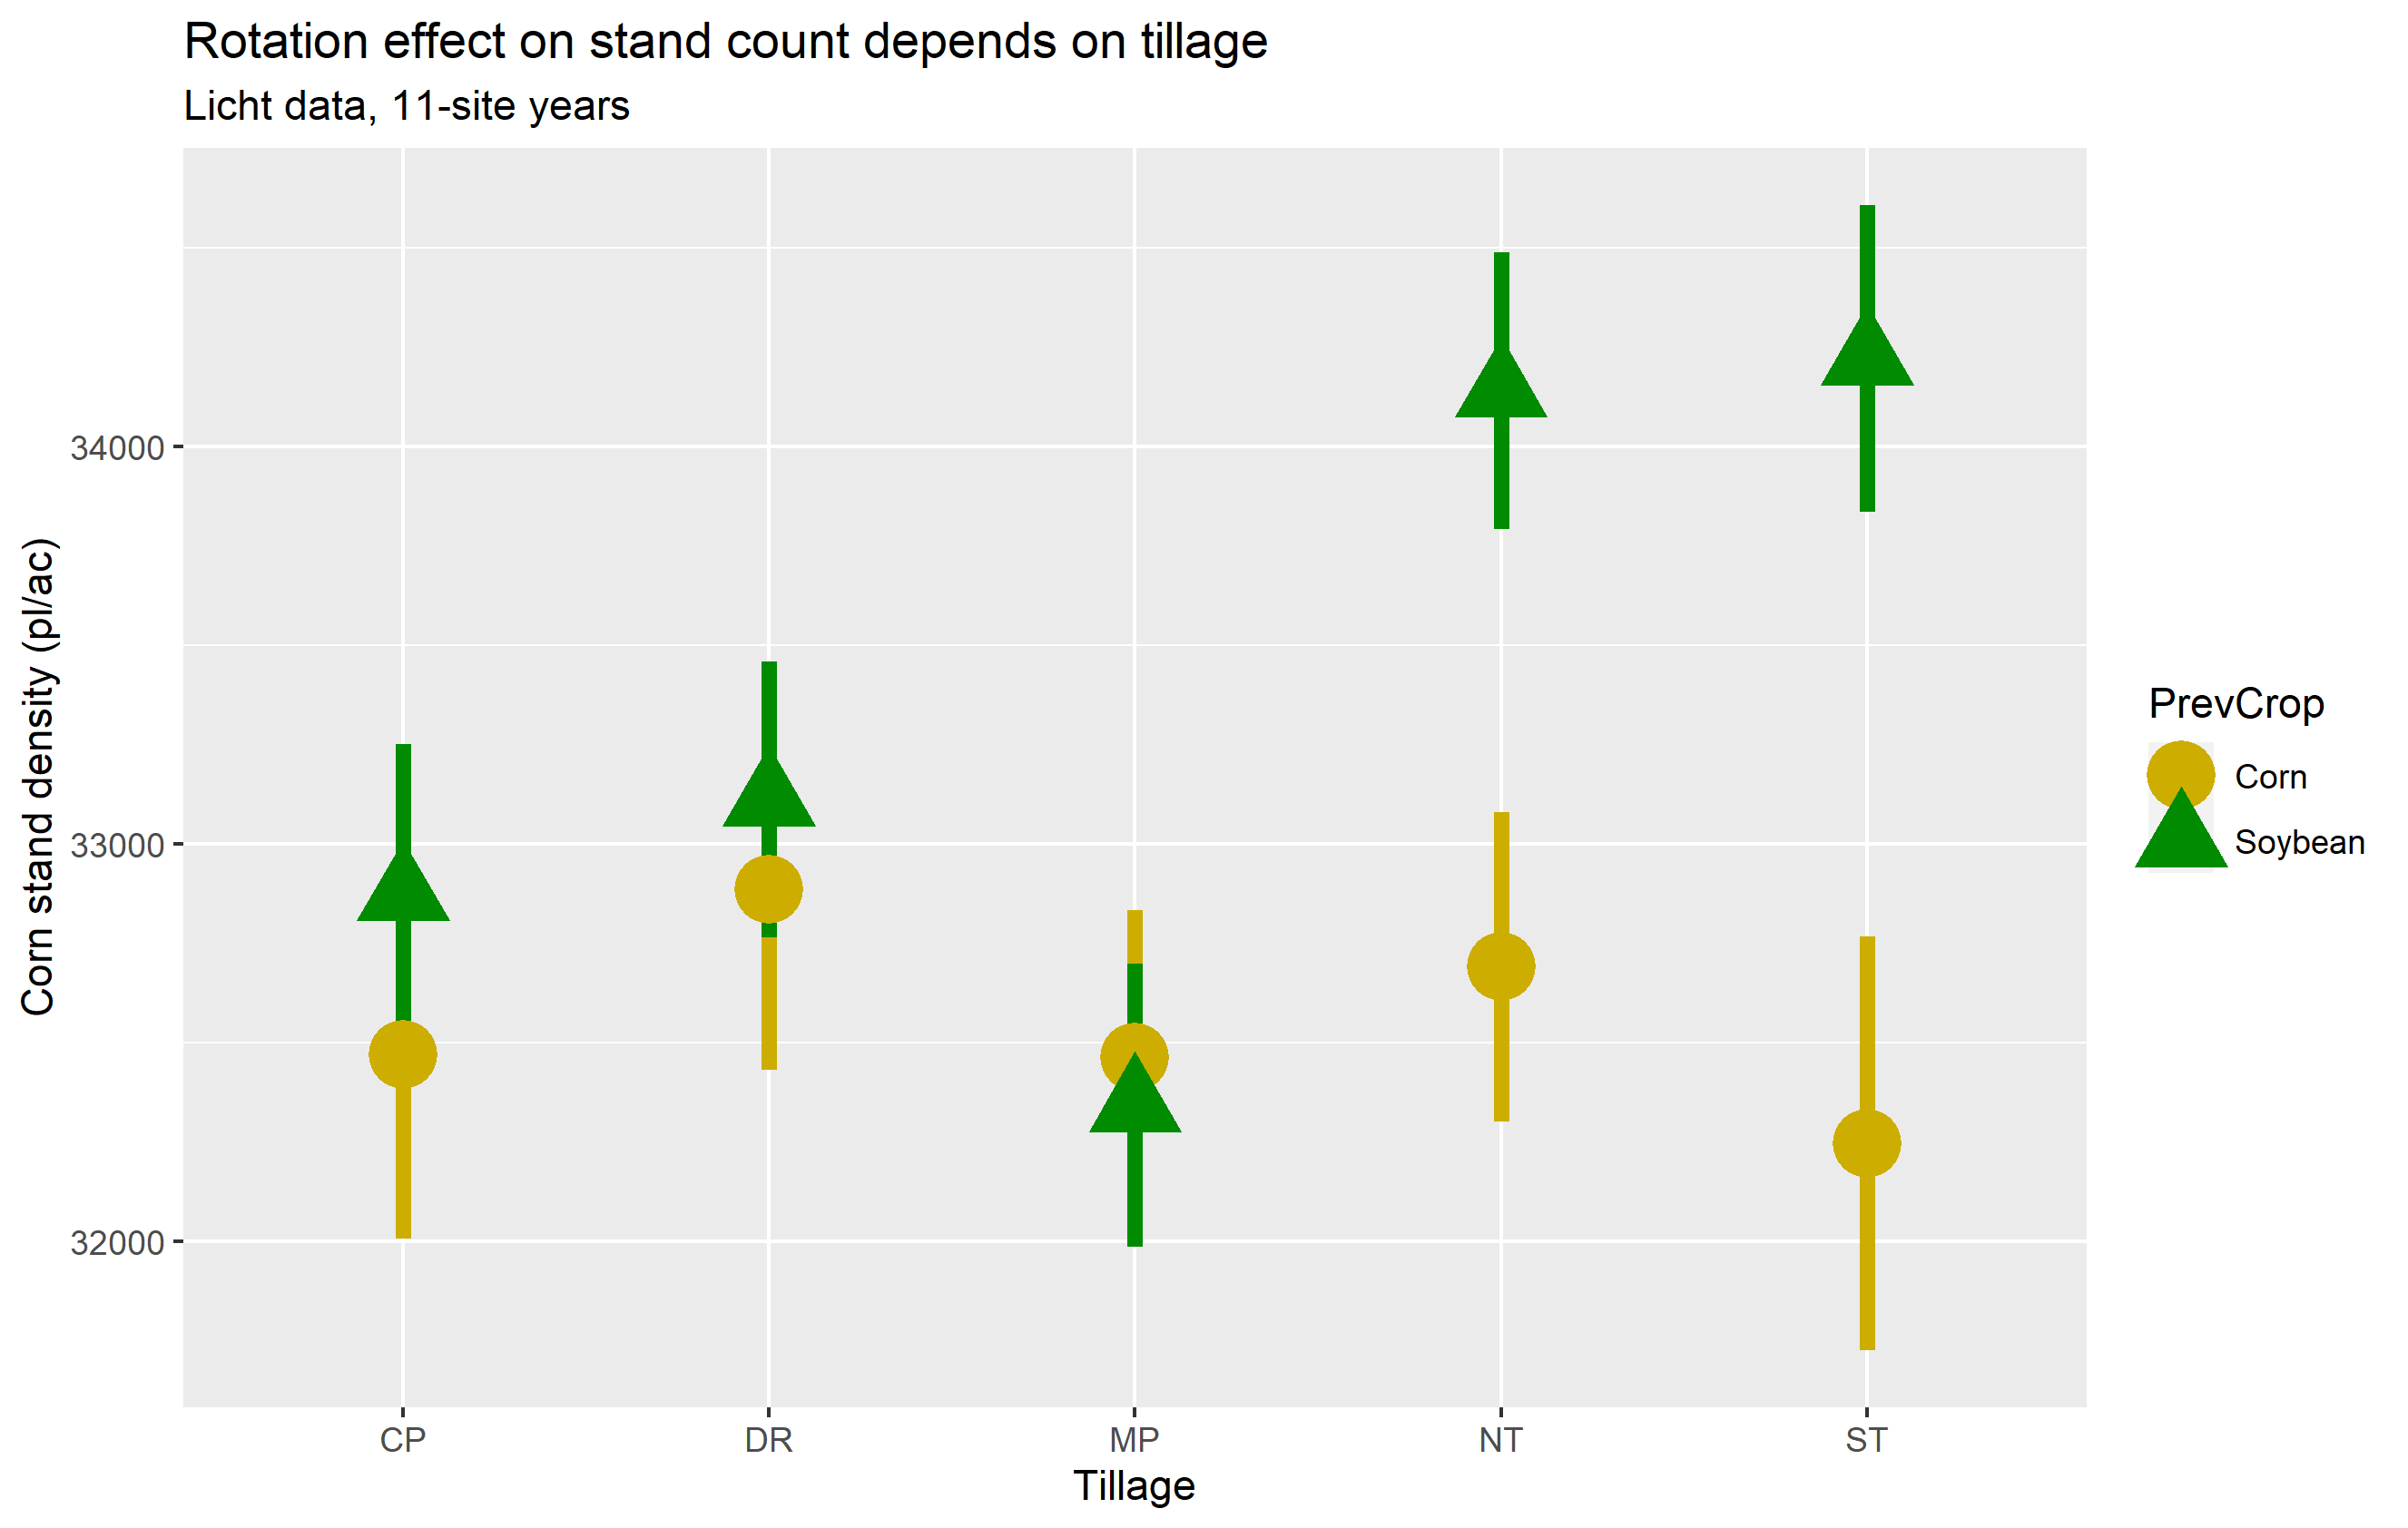 Rotation effect on stand count depends on tillage
Licht data, 11-site years
Corn stand density (pl/ac)
34000
33000
32000
CP DR MP NT ST
Tillage
PrevCrop
Corn
Soybean